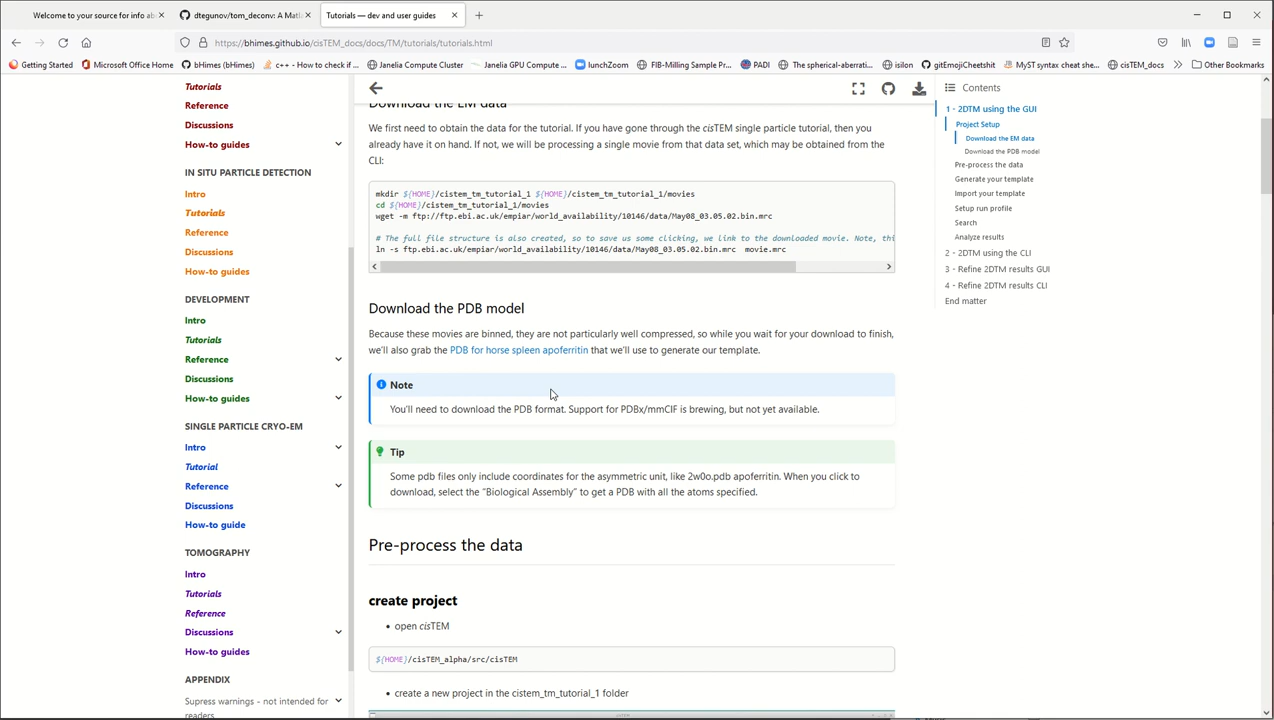 Welcome to your source for info ab
dtegunov/tom_deconv: A Matl
Tutorials — dev and user guides
https://bhimes.github.io/cisTEM_docs/docs/TM/tutorials/tutorials.html
Getting Started
Microsoft Office Home
bHimes (bHimes)
c++ - How to check if ...
Janelia Compute Cluster
Janelia GPU Compute ...
lunchZoom
FIB-Milling Sample Pr...
PADI
The spherical-aberrati...
isilon
gitEmojiCheetshit
MyST syntax cheat she...
cisTEM_docs
Other Bookmarks
Tutorials
Reference
Discussions
How-to guides
IN SITU PARTICLE DETECTION
Intro
Tutorials
Reference
Discussions
How-to guides
DEVELOPMENT
Intro
Tutorials
Reference
Discussions
How-to guides
SINGLE PARTICLE CRYO-EM
Intro
Tutorial
Reference
Discussions
How-to guide
TOMOGRAPHY
Intro
Tutorials
Reference
Discussions
How-to guides
APPENDIX
Supress warnings - not intended for
readers
Download the EM data
We first need to obtain the data for the tutorial. If you have gone through the cisTEM single particle tutorial, then you
already have it on hand. If not, we will be processing a single movie from that data set, which may be obtained from the
CLI:
mkdir ${HOME}/cistem_tm_tutorial_1 ${HOME}/cistem_tm_tutorial_1/movies
cd ${HOME}/cistem_tm_tutorial_1/movies
wget -m ftp://ftp.ebi.ac.uk/empiar/world_availability/10146/data/May08_03.05.02.bin.mrc
# The full file structure is also created, so to save us some clicking, we link to the downloaded movie. Note, thi
ln -s ftp.ebi.ac.uk/empiar/world_availability/10146/data/May08_03.05.02.bin.mrc movie.mrc
Download the PDB model
Because these movies are binned, they are not particularly well compressed, so while you wait for your download to finish,
we'll also grab the PDB for horse spleen apoferritin that we'll use to generate our template.
Note
You'll need to download the PDB format. Support for PDBx/mmCIF is brewing, but not yet available.
Tip
Some pdb files only include coordinates for the asymmetric unit, like 2w0o.pdb apoferritin. When you click to
download, select the "Biological Assembly" to get a PDB with all the atoms specified.
Pre-process the data
create project
• open cisTEM
${HOME}/cisTEM_alpha/src/cisTEM
• create a new project in the cistem_tm_tutorial_1 folder
Contents
1 - 2DTM using the GUI
Project Setup
Download the EM data
Download the PDB model
Pre-process the data
Generate your template
Import your template
Setup run profile
Search
Analyze results
2 - 2DTM using the CLI
3 - Refine 2DTM results GUI
4 - Refine 2DTM results CLI
End matter